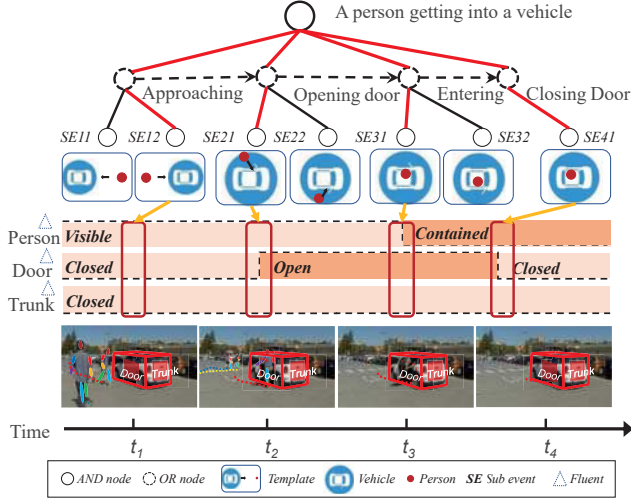 A person getting into a vehicle
Approaching Opening door Entering Closing Door
SE11 SE12 SE21 SE22 SE31 SE32 SE41
Person Visible Contained
Door Closed Open Closed
Trunk Closed
Door Trunk Door Trunk Door Trunk Door Trunk
Time t1 t2 t3 t4
AND node OR node Template Vehicle Person SE Sub event Fluent